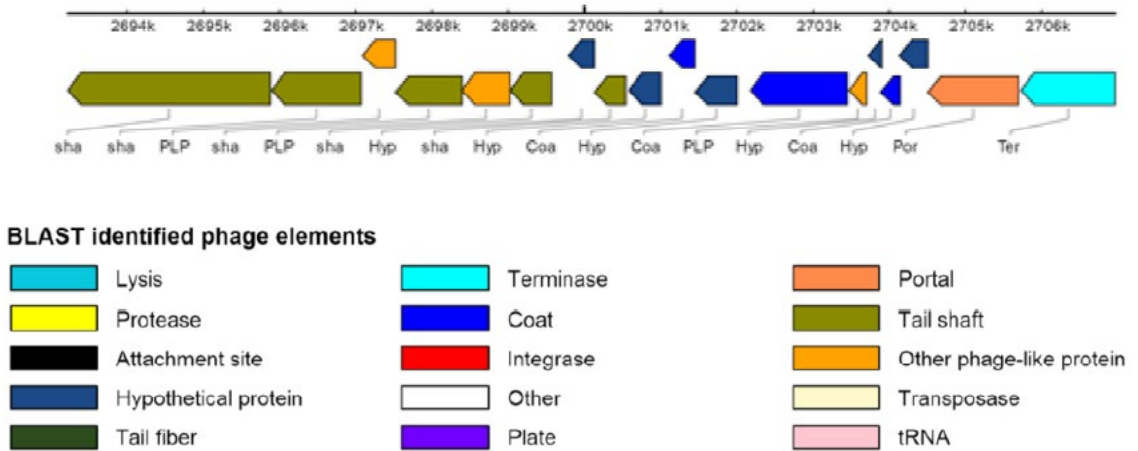 2694k 2695k 2696k 2697k 2698k 2699k 2700k 2701k 2702k 2703k 2704k 2705k 2706k
sha sha PLP sha PLP sha Hyp sha Hyp Coa Hyp Coa PLP Hyp Coa Hyp Por Ter
BLAST identified phage elements
Lysis Terminase Portal
Protease Coat Tail shaft
Attachment site Integrase Other phage-like protein
Hypothetical protein Other Transposase
Tail fiber Plate tRNA